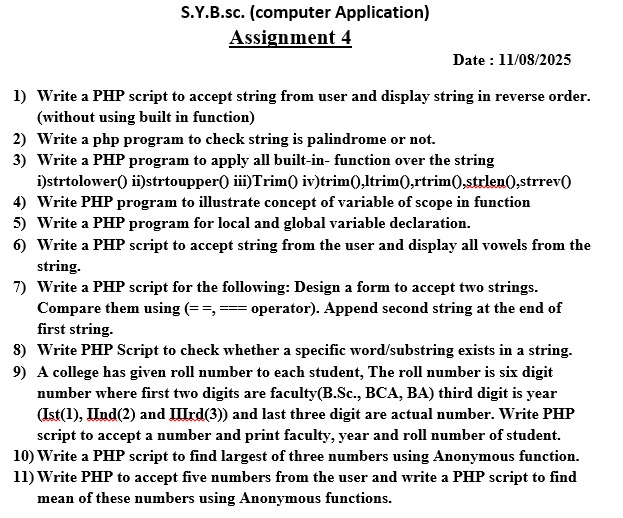 S.Y.B.sc. (computer Application)
Assignment 4
Date : 11/08/2025
1) Write a PHP script to accept string from user and display string in reverse order.
(without using built in function)
2) Write a php program to check string is palindrome or not.
3) Write a PHP program to apply all built-in- function over the string
i)strtolower() ii)strtoupper() iii)Trim() iv)trim(),ltrim(),rtrim(),strlen(),strrev()
4) Write PHP program to illustrate concept of variable of scope in function
5) Write a PHP program for local and global variable declaration.
6) Write a PHP script to accept string from the user and display all vowels from the
string.
7) Write a PHP script for the following: Design a form to accept two strings.
Compare them using (= =, === operator). Append second string at the end of
first string.
8) Write PHP Script to check whether a specific word/substring exists in a string.
9) A college has given roll number to each student, The roll number is six digit
number where first two digits are faculty(B.Sc., BCA, BA) third digit is year
(Ist(1), IInd(2) and IIIrd(3)) and last three digit are actual number. Write PHP
script to accept a number and print faculty, year and roll number of student.
10) Write a PHP script to find largest of three numbers using Anonymous function.
11) Write PHP to accept five numbers from the user and write a PHP script to find
mean of these numbers using Anonymous functions.